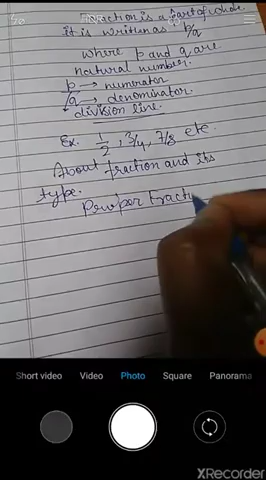 Fraction is a part of whole
it is written as p/q
where p and q are
natural number.
p → numerator
q → denominator.
division line.
Ex. 1/2, 3/4, 7/8 etc.
About fraction and its
type.
Proper Fracti
Short video Video Photo Square Panorama
XRecorder